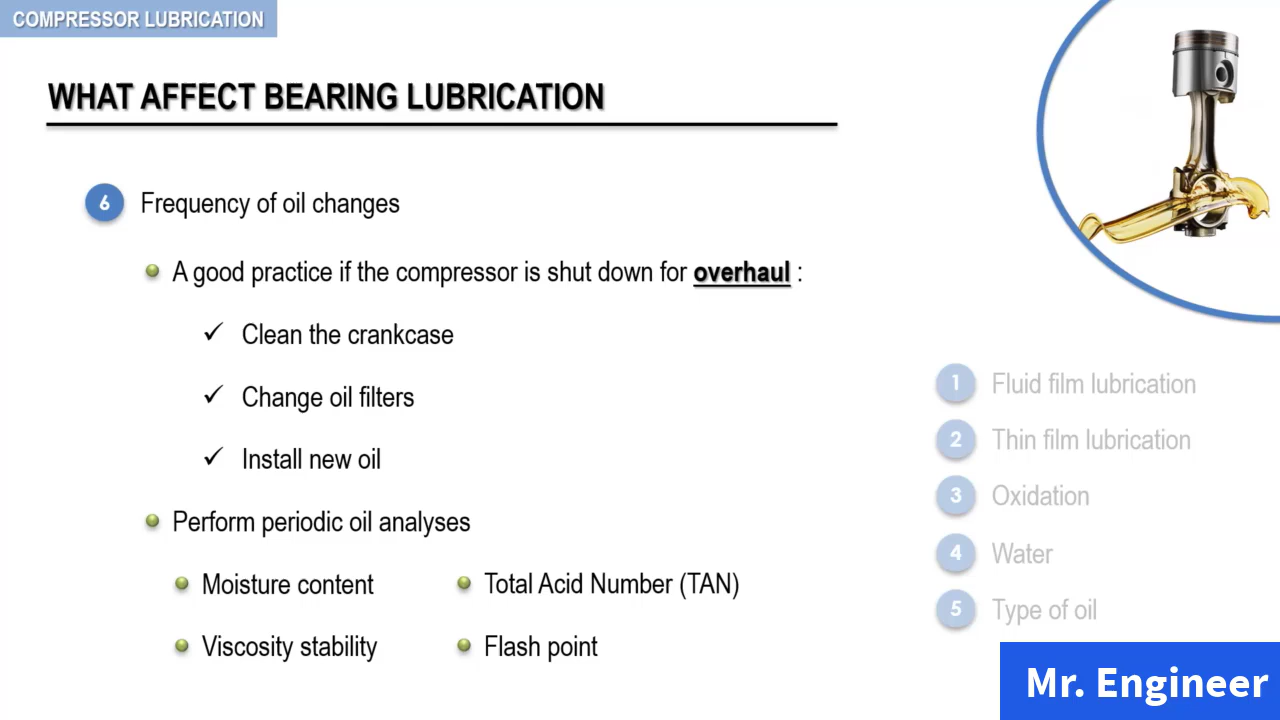 COMPRESSOR LUBRICATION
WHAT AFFECT BEARING LUBRICATION
6 Frequency of oil changes
A good practice if the compressor is shut down for overhaul :
✓ Clean the crankcase
✓ Change oil filters
✓ Install new oil
Perform periodic oil analyses
Moisture content
Total Acid Number (TAN)
Viscosity stability
Flash point
1 Fluid film lubrication
2 Thin film lubrication
3 Oxidation
4 Water
5 Type of oil
Mr. Engineer